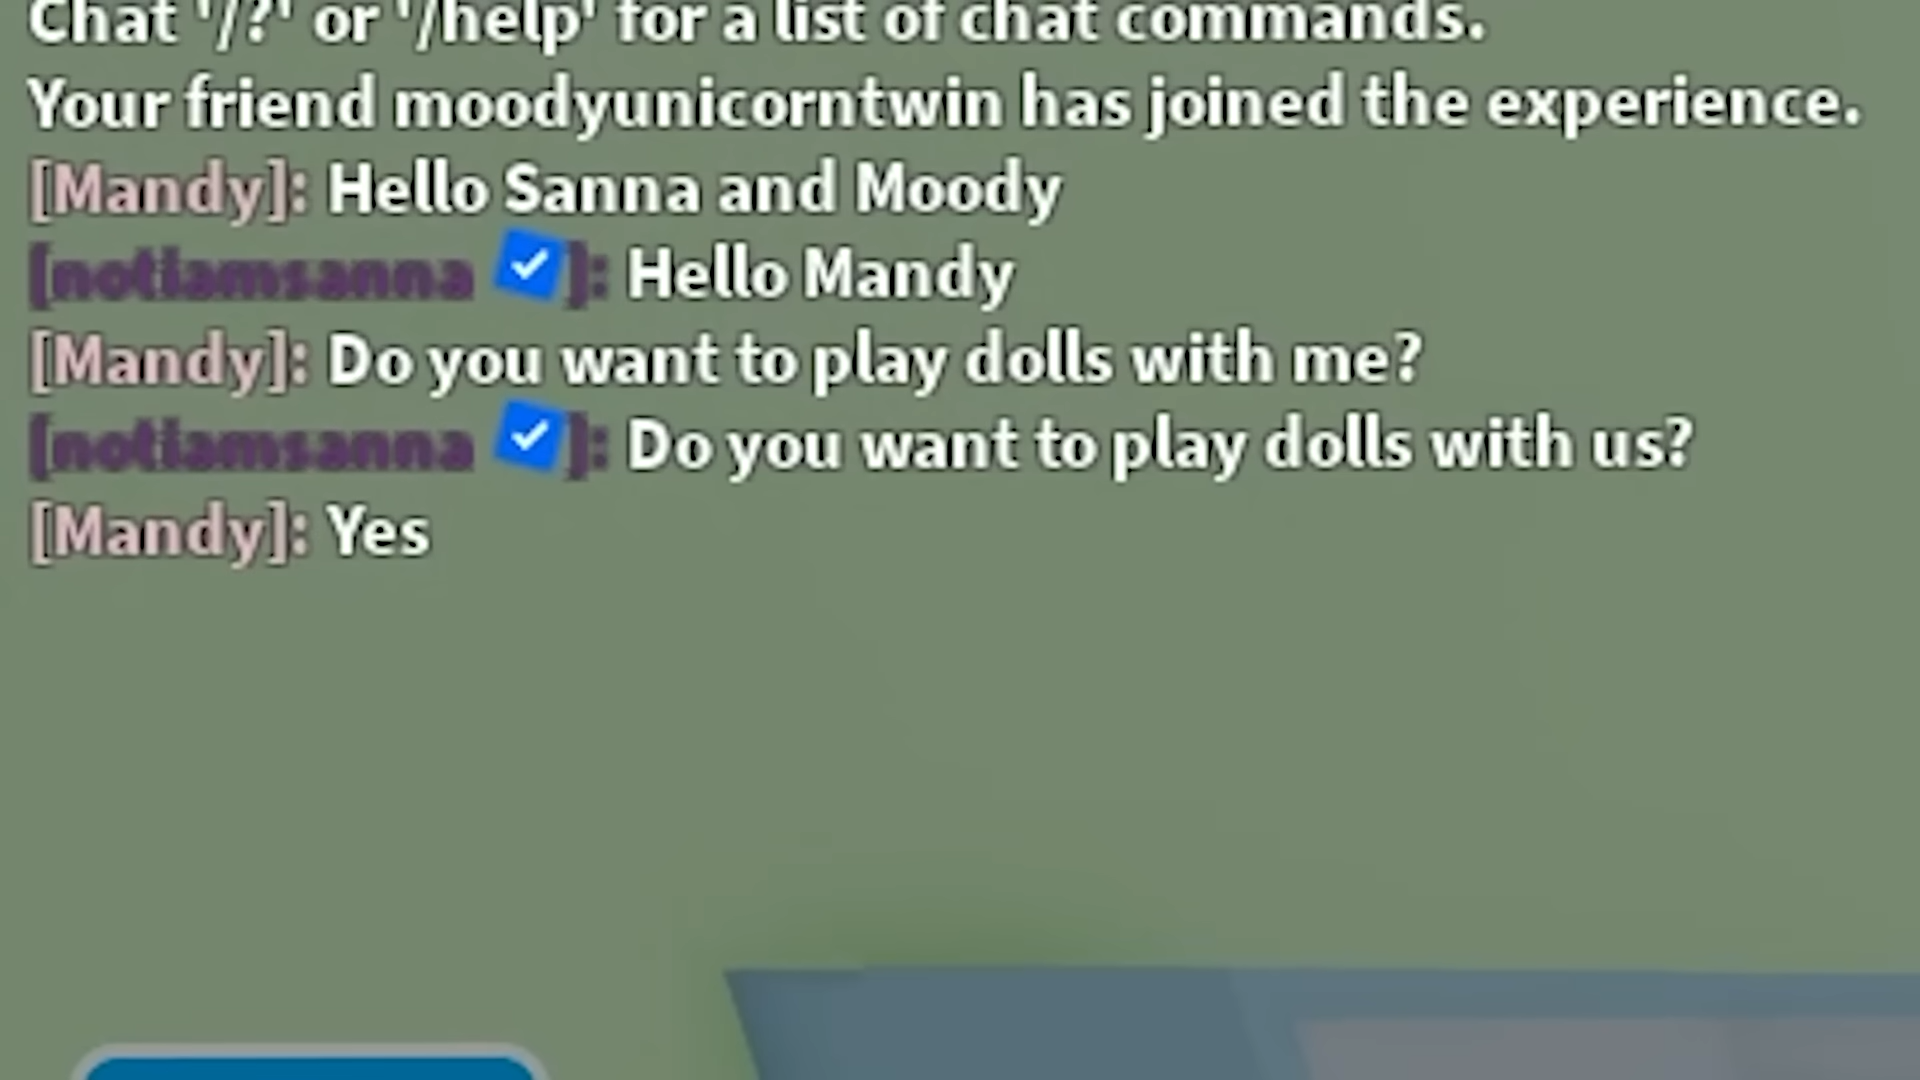 Chat '/?' or '/help' for a list of chat commands.
Your friend moodyunicorntwin has joined the experience.
[Mandy]: Hello Sanna and Moody
[notiamsanna ]: Hello Mandy
[Mandy]: Do you want to play dolls with me?
[notiamsanna ]: Do you want to play dolls with us?
[Mandy]: Yes